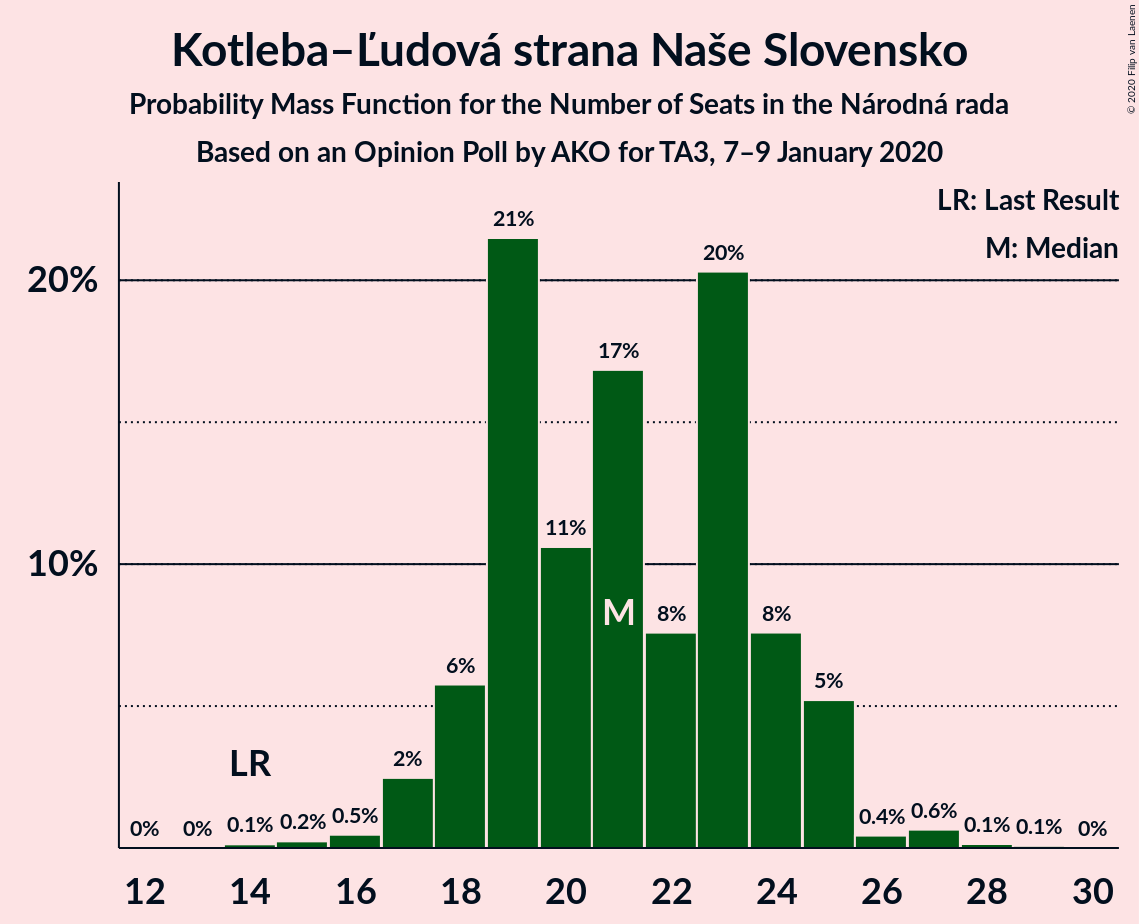 Kotleba–Ľudová strana Naše Slovensko
Probability Mass Function for the Number of Seats in the Národná rada
Based on an Opinion Poll by AKO for TA3, 7–9 January 2020
© 2020 Filip van Laenen
LR: Last Result
M: Median
20%
10%
0%
0%
0.1%
0.2%
0.5%
2%
6%
21%
11%
17%
8%
20%
8%
5%
0.4%
0.6%
0.1%
0.1%
0%
LR
M
12 14 16 18 20 22 24 26 28 30